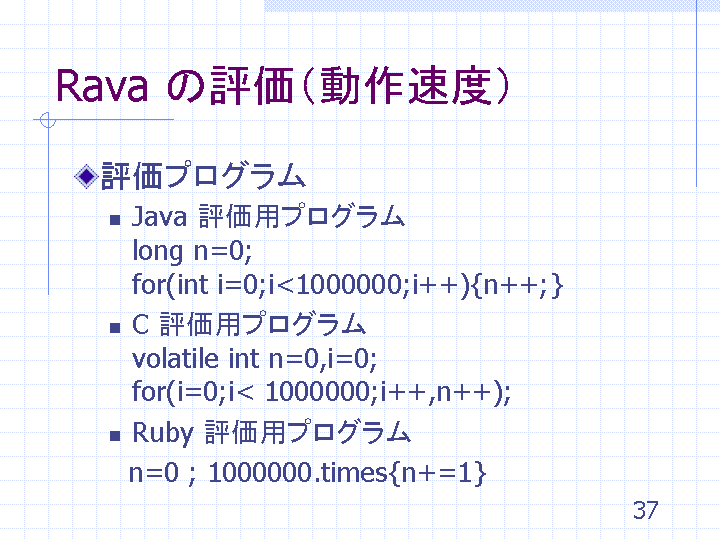 Rava の評価（動作速度）
評価プログラム
Java 評価用プログラム
long n=0;
for(int i=0;i<1000000;i++){n++;}
C 評価用プログラム
volatile int n=0,i=0;
for(i=0;i< 1000000;i++,n++);
Ruby 評価用プログラム
n=0 ; 1000000.times{n+=1}
37